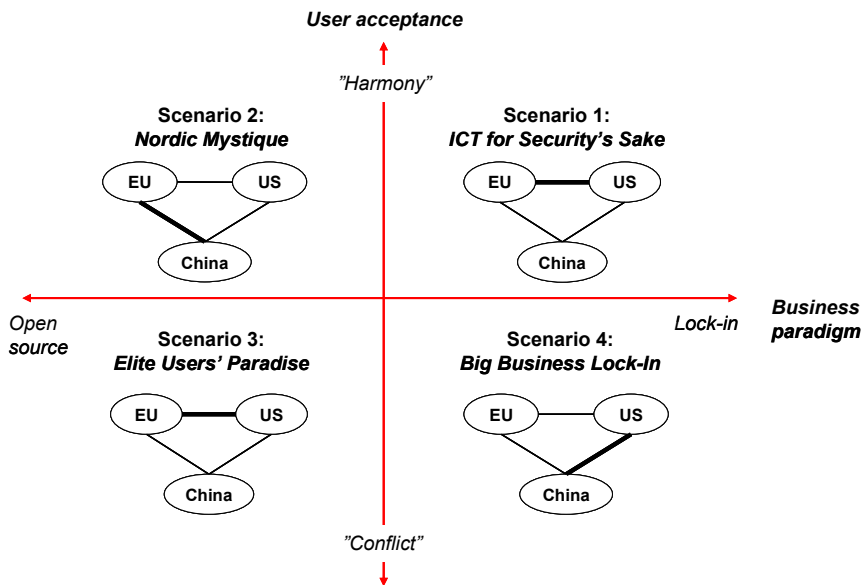 User acceptance
”Harmony”
Scenario 2:
Nordic Mystique
EU
US
China
Scenario 1:
ICT for Security's Sake
EU
US
China
Open
source
Lock-in
Business
paradigm
Scenario 3:
Elite Users’ Paradise
EU
US
China
Scenario 4:
Big Business Lock-In
EU
US
China
”Conflict”